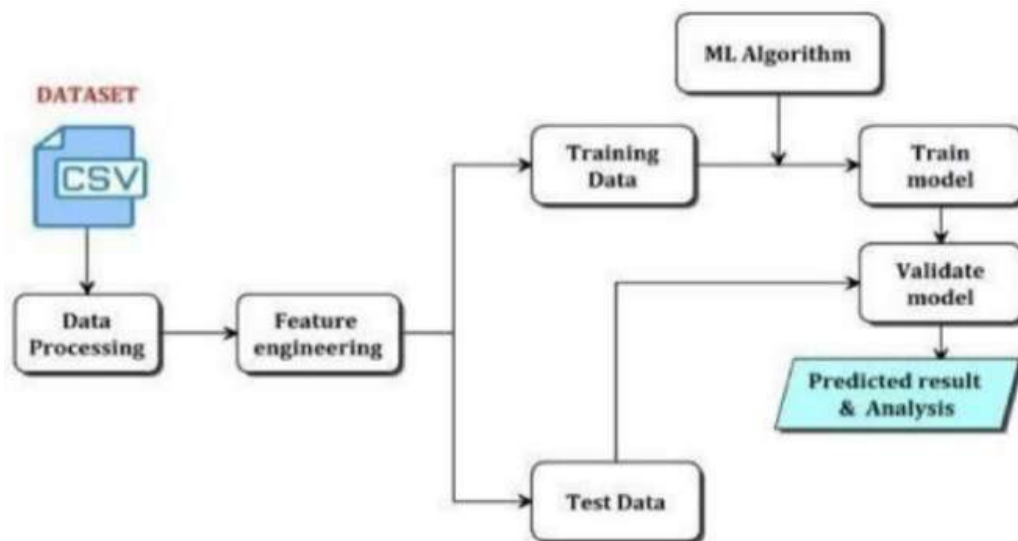 ML Algorithm
DATASET
CSV
Training
Data
Train
model
Validate
model
Data
Processing
Feature
engineering
Predicted result
& Analysis
Test Data